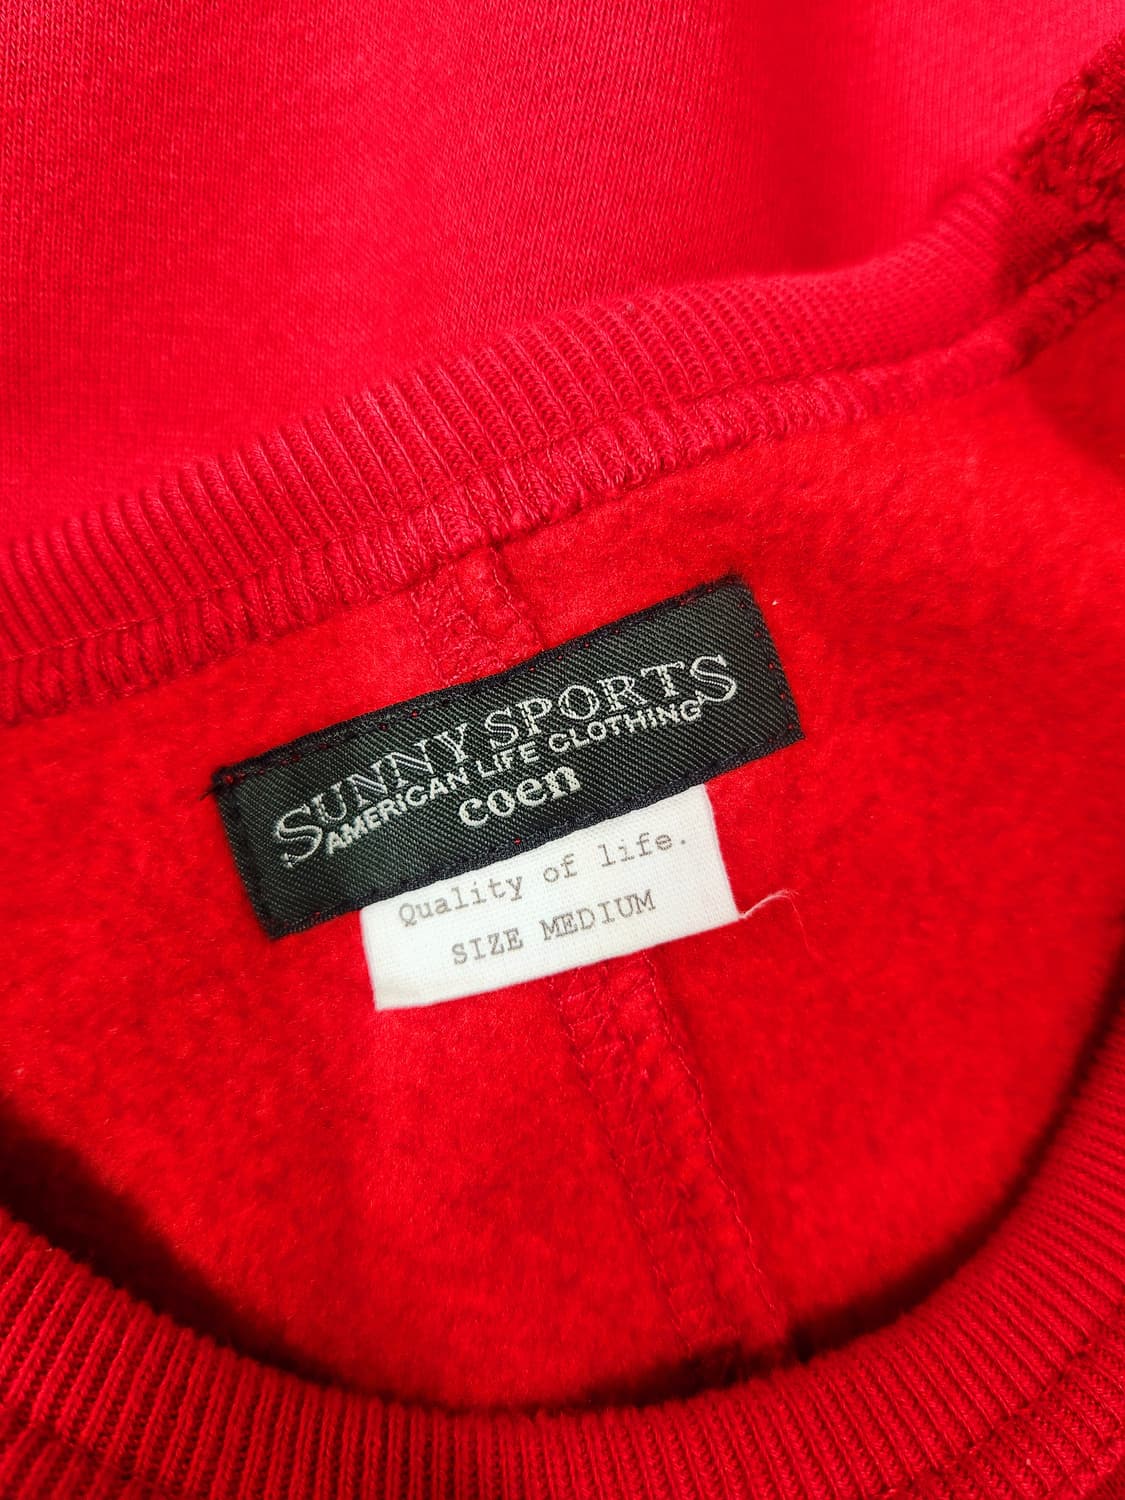 SUNNY SPORTS
AMERICAN LIFE CLOTHING
coen
Quality of life.
SIZE MEDIUM